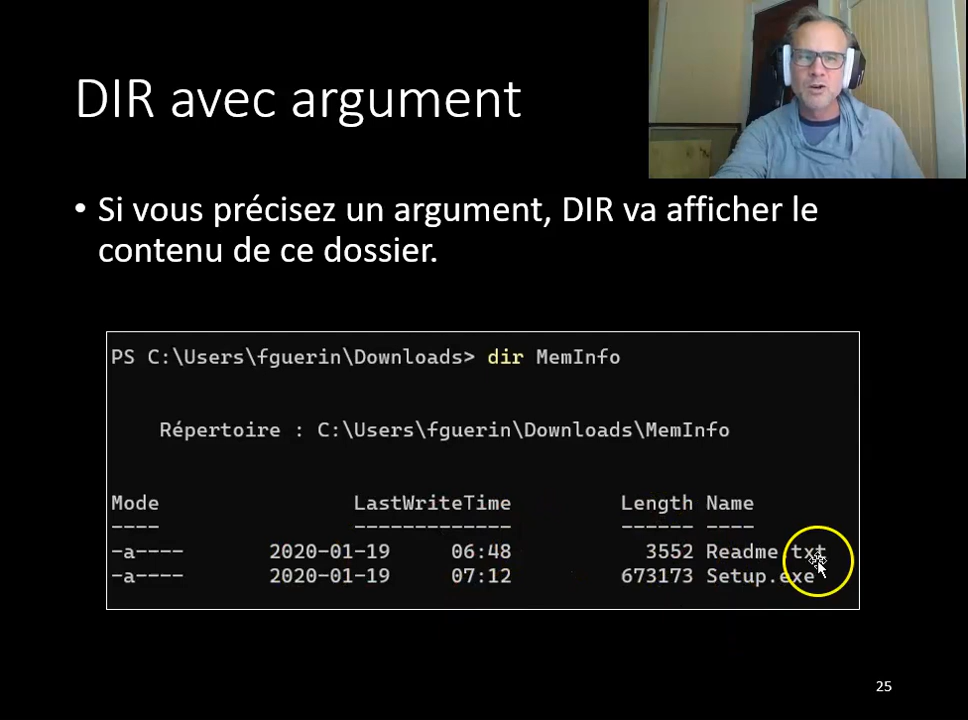 DIR avec argument
• Si vous précisez un argument, DIR va afficher le
contenu de ce dossier.
PS C:\Users\fguerin\Downloads> dir MemInfo
Répertoire : C:\Users\fguerin\Downloads\MemInfo
Mode LastWriteTime Length Name
---- ------------- ------ ----
-a---- 2020-01-19 06:48 3552 Readme.txt
-a---- 2020-01-19 07:12 673173 Setup.exe
25